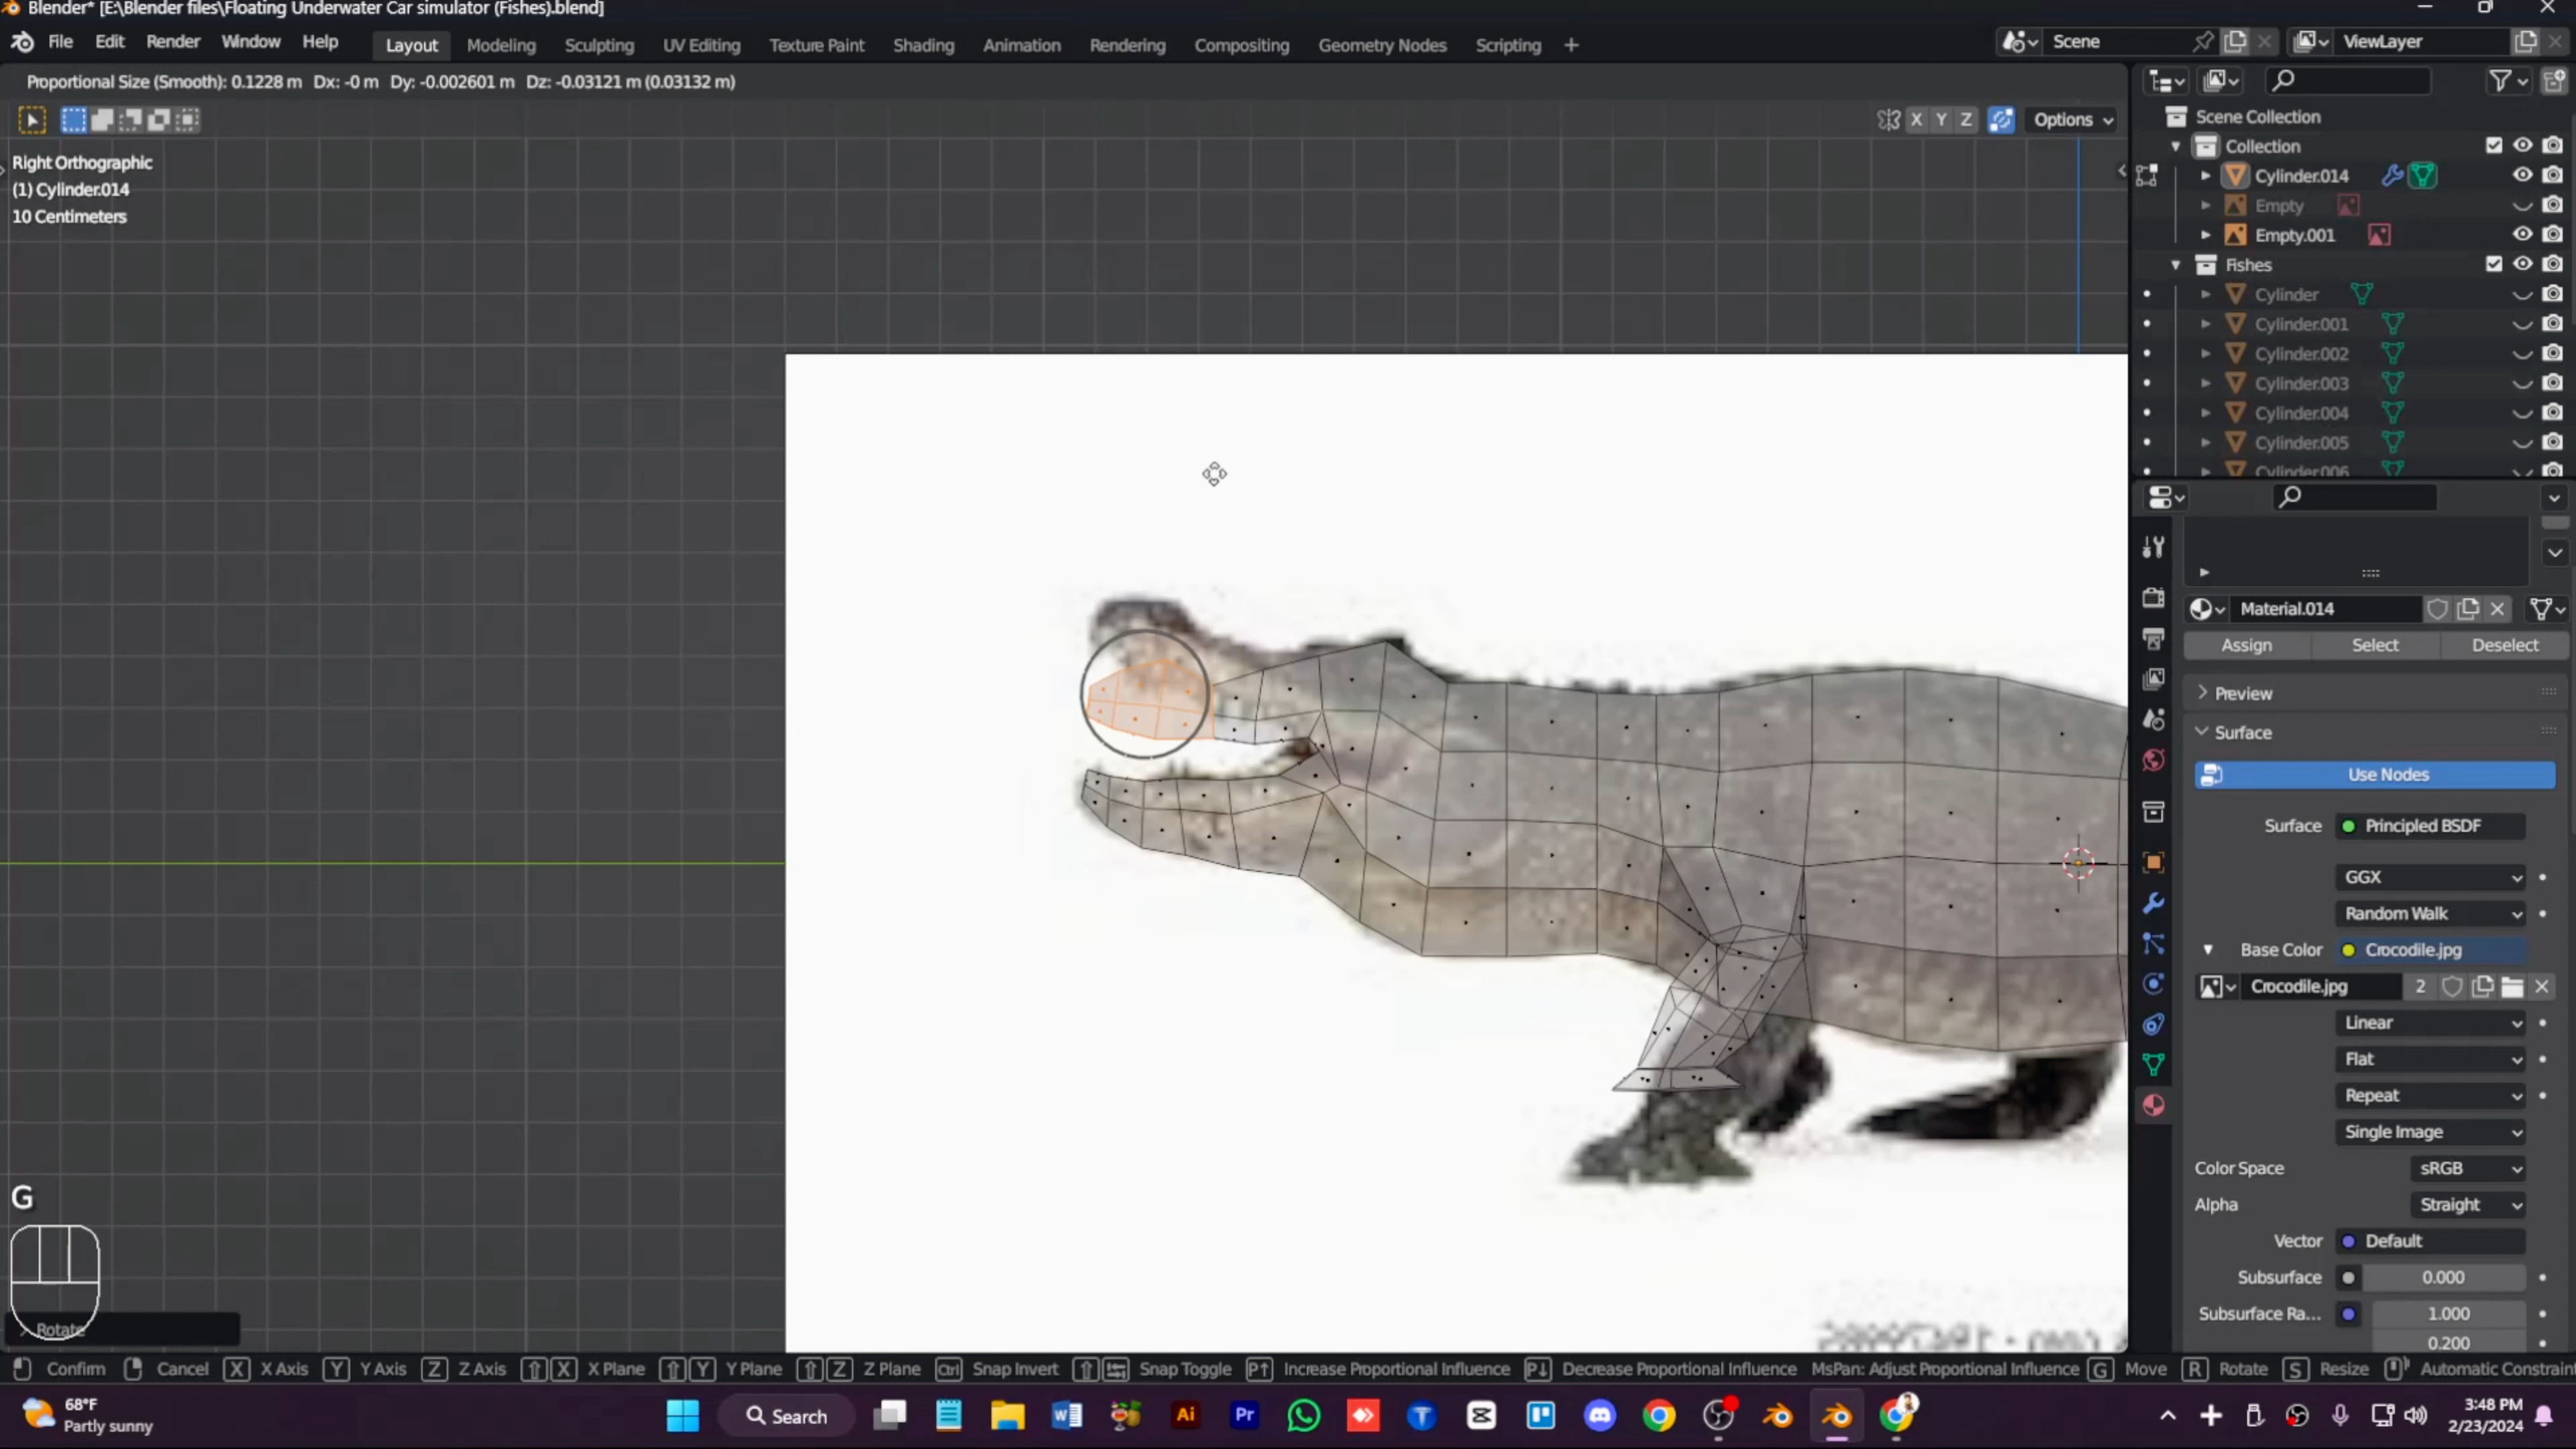 Blender* [E:\Blender files\Floating Underwater Car simulator (Fishes).blend]
File Edit Render Window Help Layout Modeling Sculpting UV Editing Texture Paint Shading Animation Rendering Compositing Geometry Nodes Scripting + Scene ViewLayer
Proportional Size (Smooth): 0.1228 m Dx: -0 m Dy: -0.002601 m Dz: -0.03121 m (0.03132 m)
X Y Z Options
Right Orthographic
(1) Cylinder.014
10 Centimeters
Scene Collection
Collection
Cylinder.014
Empty
Empty.001
Fishes
Cylinder
Cylinder.001
Cylinder.002
Cylinder.003
Cylinder.004
Cylinder.005
Cylinder.006
Material.014
Assign Select Deselect
Preview
Surface
Use Nodes
Surface Principled BSDF
GGX
Random Walk
Base Color Crocodile.jpg
Crocodile.jpg 2
Linear
Flat
Repeat
Single Image
Color Space sRGB
Alpha Straight
Vector Default
Subsurface 0.000
Subsurface Ra... 1.000
0.200
G
Rotate
Confirm Cancel X X Axis Y Y Axis Z Z Axis X X Plane Y Y Plane Z Z Plane Ctrl Snap Invert Snap Toggle P↑ Increase Proportional Influence P↓ Decrease Proportional Influence MsPan: Adjust Proportional Influence G Move R Rotate S Resize Automatic Constraint
68°F
Partly sunny
Search
3:48 PM
2/23/2024